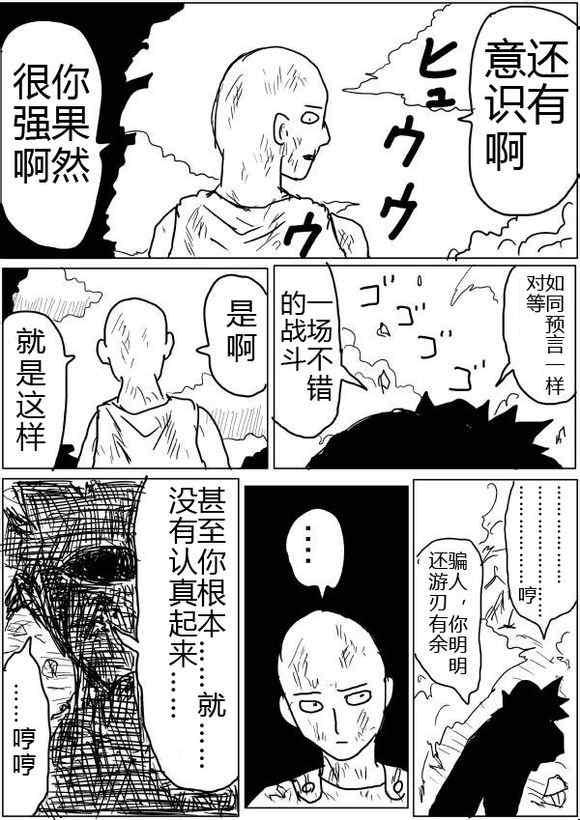 还有
意识啊
ヒュウウウ
你果然
很强啊
如同预言一样
对等
一场不错
的战斗
ゴゴゴゴ
是啊
就是这样
…………………
哼…
骗人，你明明
还游刃有余
…
甚至你根本……就……
没有认真起来……
……哼哼